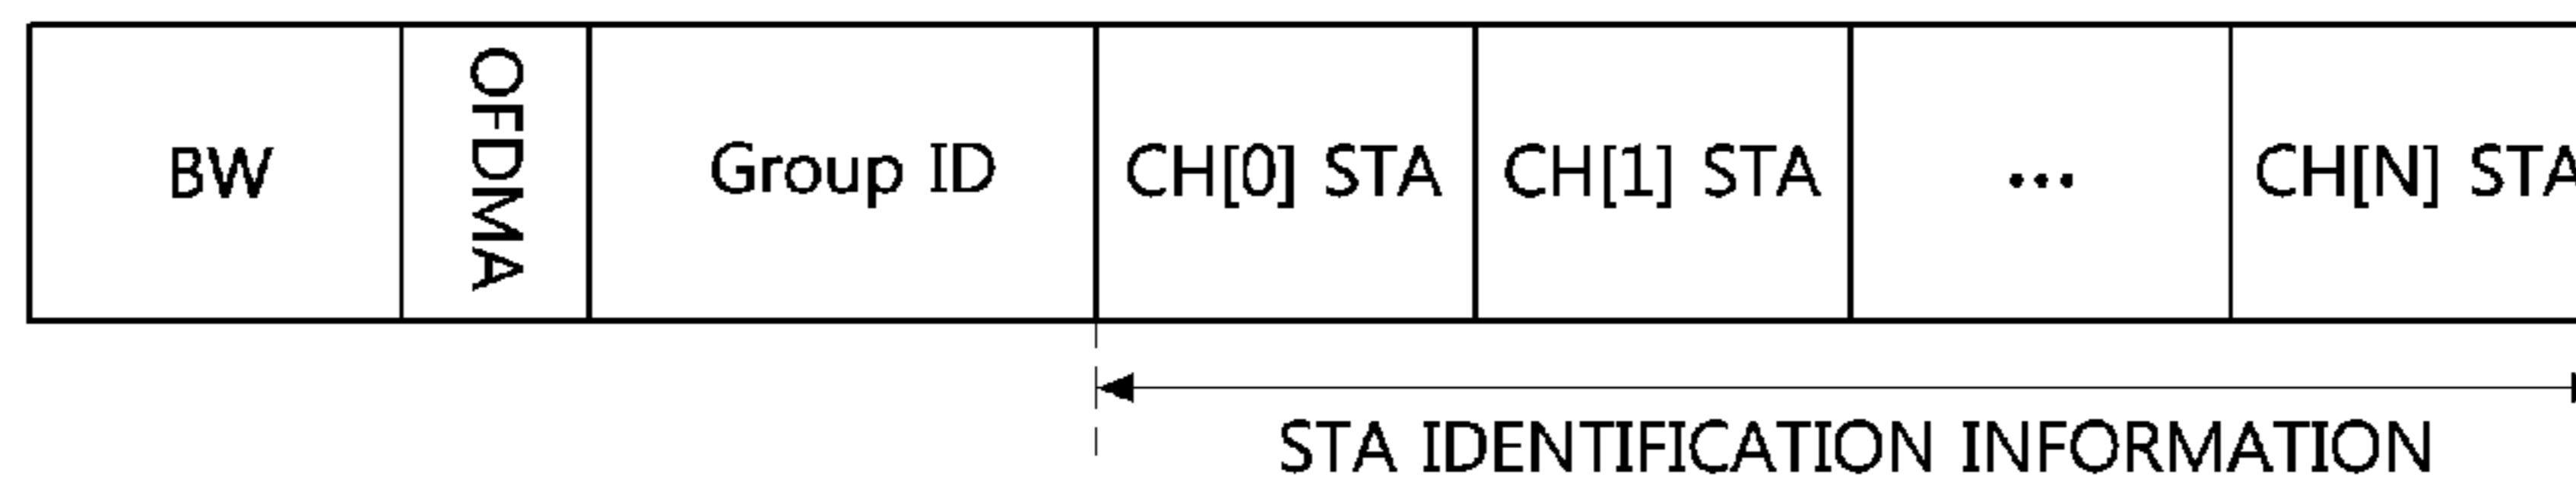 BW OFDMA Group ID CH[0] STA CH[1] STA ... CH[N] STA
STA IDENTIFICATION INFORMATION